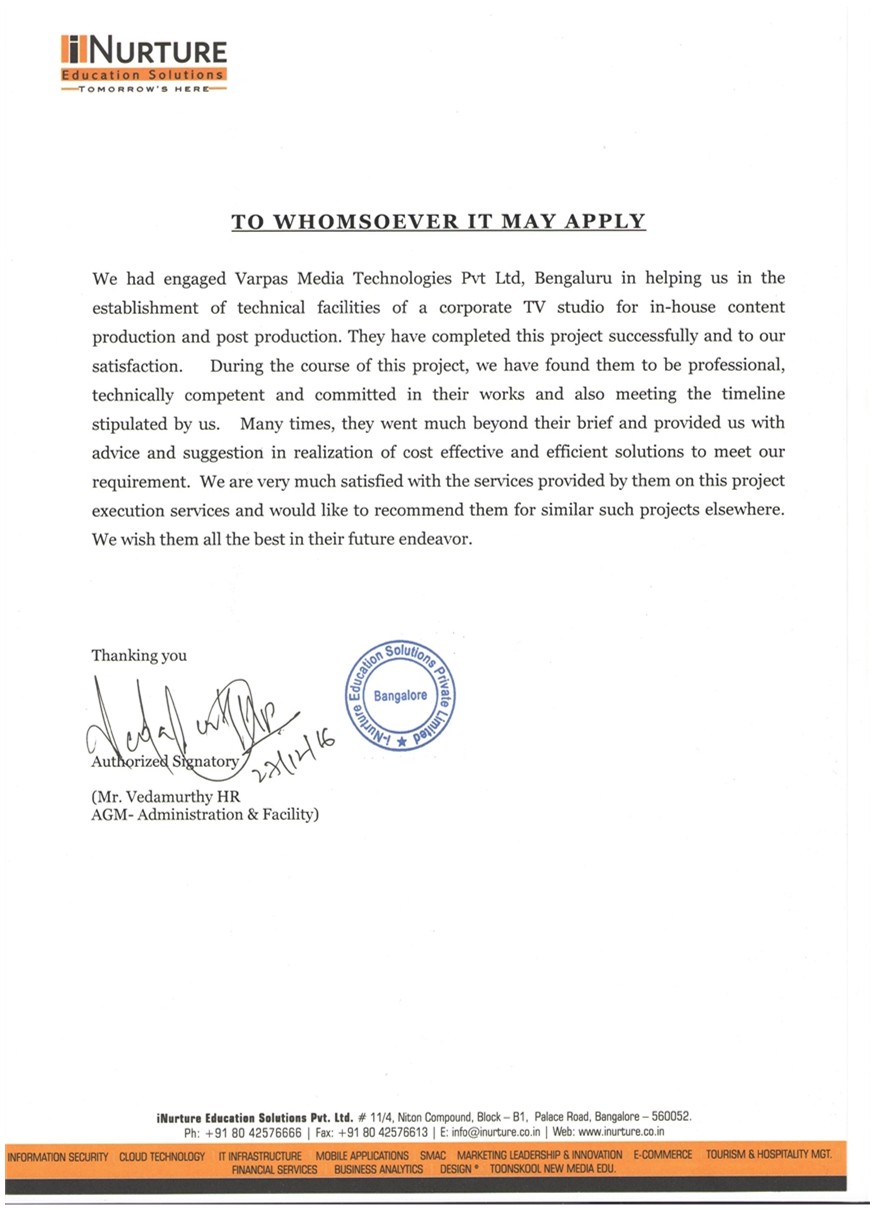 iNURTURE
Education Solutions
TOMORROW'S HERE
TO WHOMSOEVER IT MAY APPLY
We had engaged Varpas Media Technologies Pvt Ltd, Bengaluru in helping us in the
establishment of technical facilities of a corporate TV studio for in-house content
production and post production. They have completed this project successfully and to our
satisfaction. During the course of this project, we have found them to be professional,
technically competent and committed in their works and also meeting the timeline
stipulated by us. Many times, they went much beyond their brief and provided us with
advice and suggestion in realization of cost effective and efficient solutions to meet our
requirement. We are very much satisfied with the services provided by them on this project
execution services and would like to recommend them for similar such projects elsewhere.
We wish them all the best in their future endeavor.
Thanking you
i-Nurture Education Solutions Private Limited
Bangalore
Authorized Signatory
(Mr. Vedamurthy HR
AGM- Administration & Facility)
iNurture Education Solutions Pvt. Ltd. # 11/4, Niton Compound, Block – B1, Palace Road, Bangalore – 560052.
Ph: +91 80 42576666 | Fax: +91 80 42576613 | E: info@inurture.co.in | Web: www.inurture.co.in
INFORMATION SECURITY CLOUD TECHNOLOGY IT INFRASTRUCTURE MOBILE APPLICATIONS SMAC MARKETING LEADERSHIP & INNOVATION E-COMMERCE TOURISM & HOSPITALITY MGT.
FINANCIAL SERVICES BUSINESS ANALYTICS DESIGN * TOONSKOOL NEW MEDIA EDU.